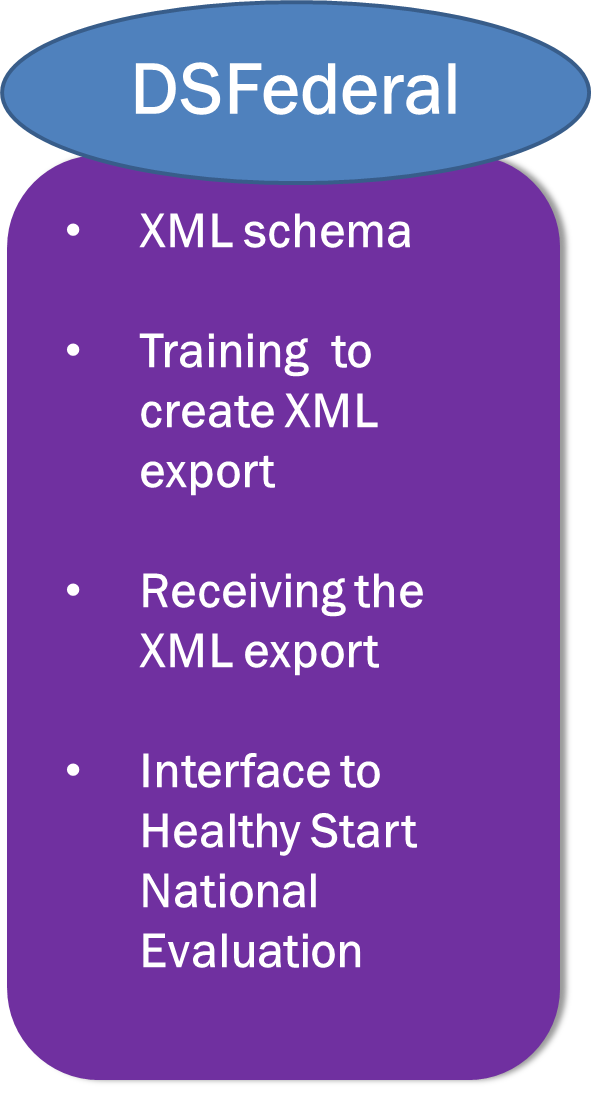 DSFederal
• XML schema
• Training  to
create XML
export
• Receiving the
XML export
• Interface to
Healthy Start
National
Evaluation